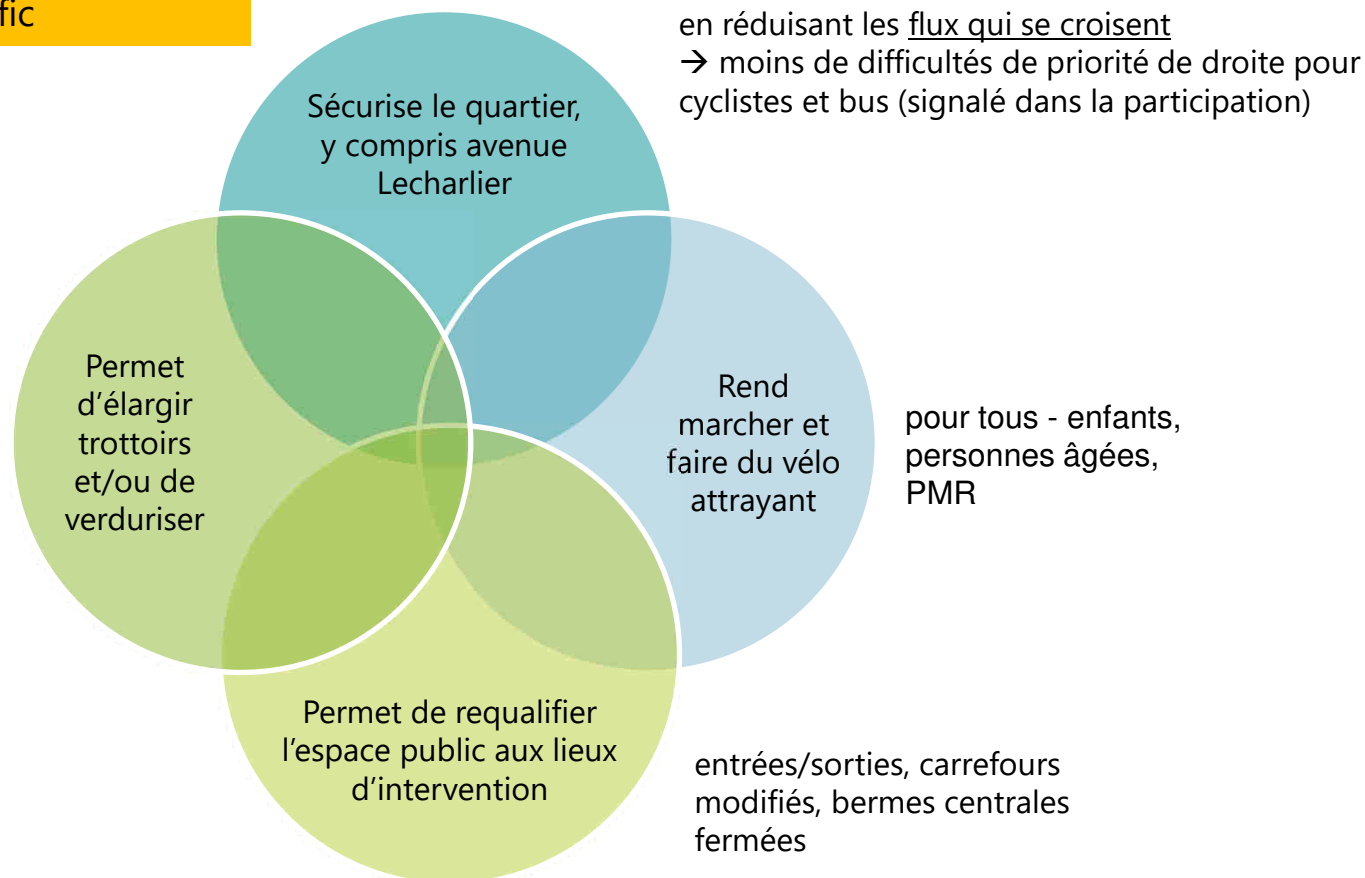 en réduisant les flux qui se croisent
→ moins de difficultés de priorité de droite pour
cyclistes et bus (signalé dans la participation)
Sécurise le quartier,
y compris avenue
Lecharlier
Permet
d’élargir
trottoirs
et/ou de
verduriser
Rend
marcher et
faire du vélo
attrayant
pour tous - enfants,
personnes âgées,
PMR
Permet de requalifier
l’espace public aux lieux
d’intervention
entrées/sorties, carrefours
modifiés, bermes centrales
fermées